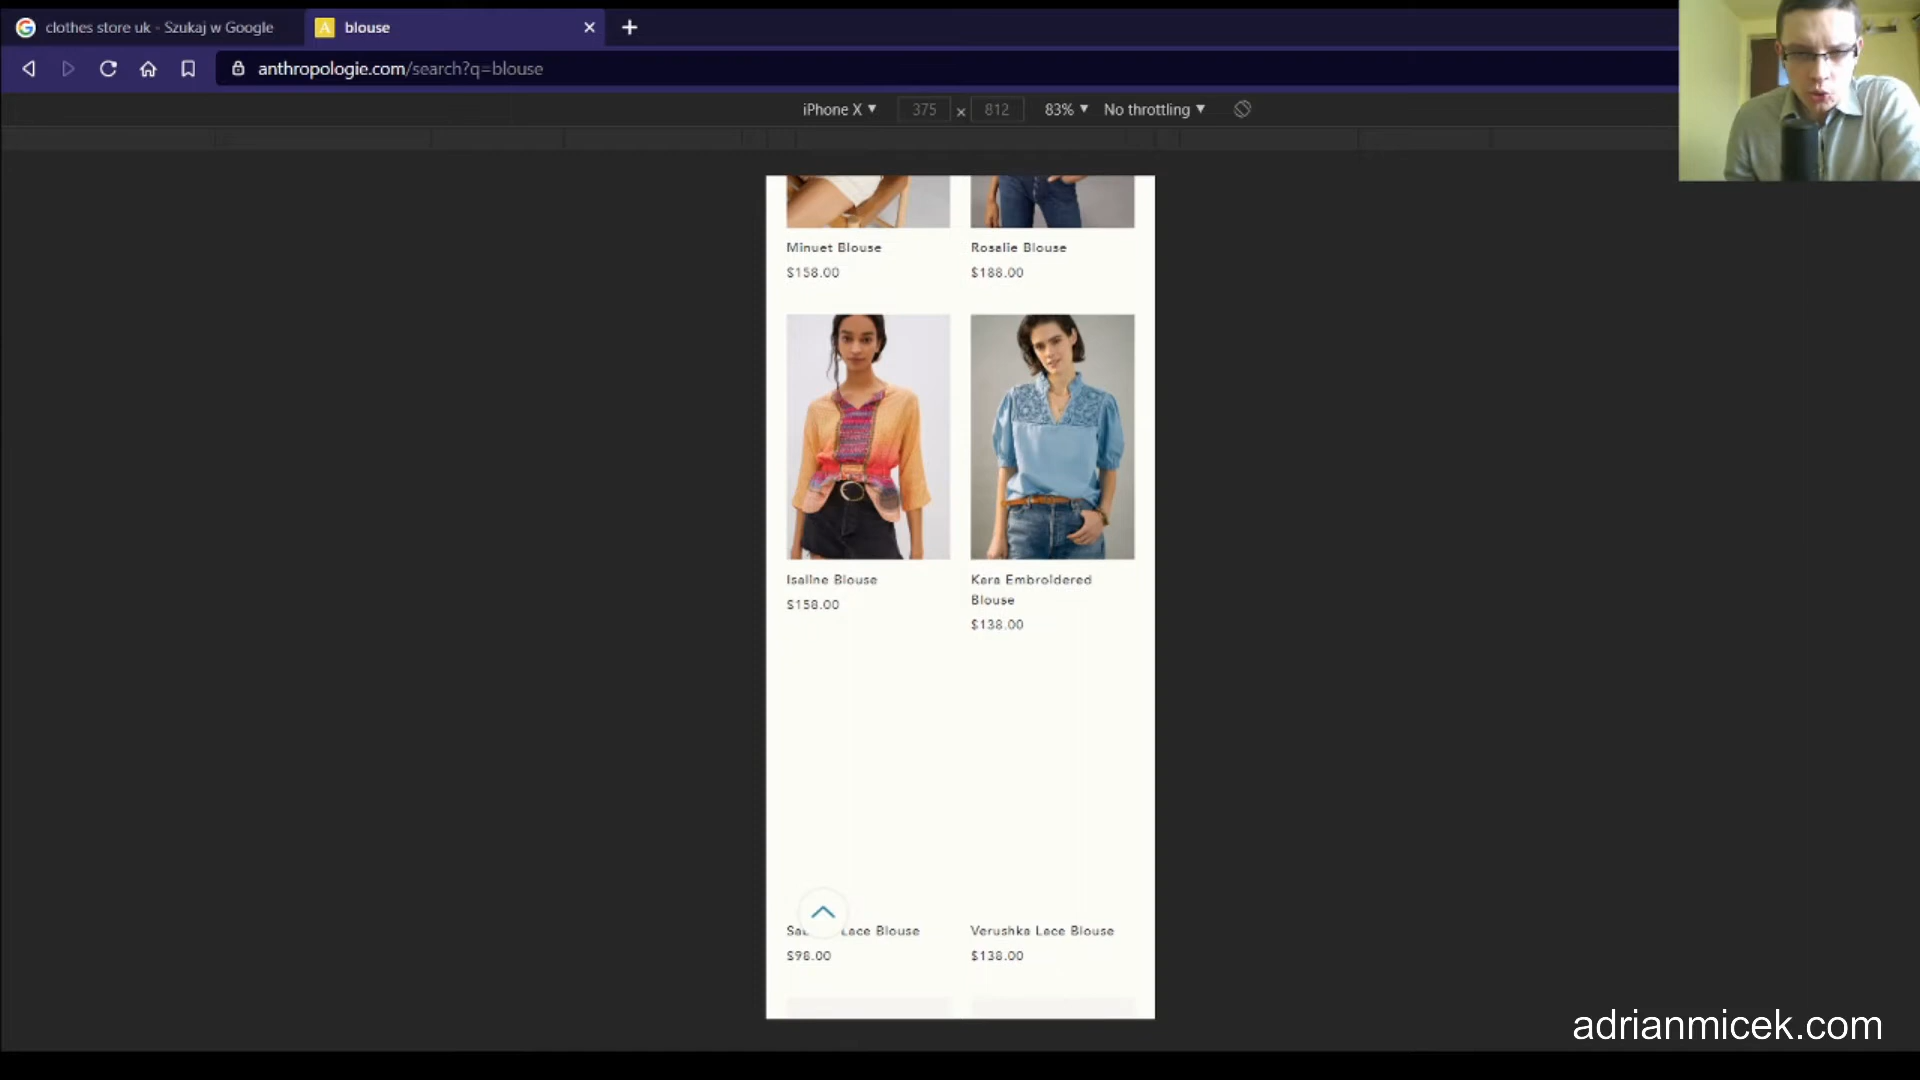 clothes store uk - Szukaj w Google
blouse
anthropologie.com/search?q=blouse
iPhone X
375 x 812
83%
No throttling
Minuet Blouse
$158.00
Rosalie Blouse
$188.00
Isaline Blouse
$158.00
Kara Embroidered
Blouse
$138.00
Lace Blouse
$98.00
Verushka Lace Blouse
$138.00
adrianmicek.com